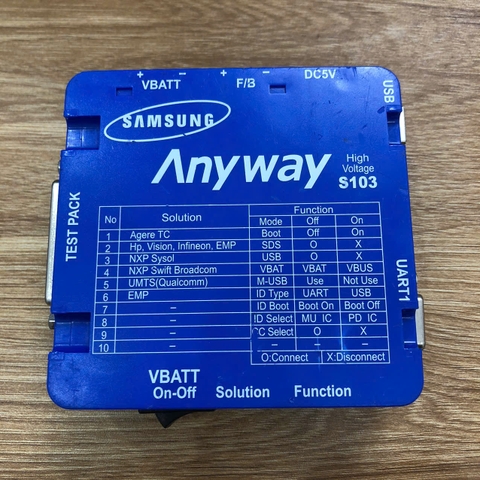 + − + − DC5V
VBATT F/B
USB
SAMSUNG
Anyway
High
Voltage
S103
TEST PACK
UART1
No Solution Function
Mode Off On
1 Agere TC Boot Off On
2 Hp, Vision, Infineon, EMP SDS O X
3 NXP Sysol USB O X
4 NXP Swift Broadcom VBAT VBAT VBUS
5 UMTS(Qualcomm) M-USB Use Not Use
6 EMP ID Type UART USB
7 − ID Boot Boot On Boot Off
8 − ID Select MU IC PD IC
9 − Select O X
10 − − − −
O:Connect X:Disconnect
VBATT
On-Off Solution Function